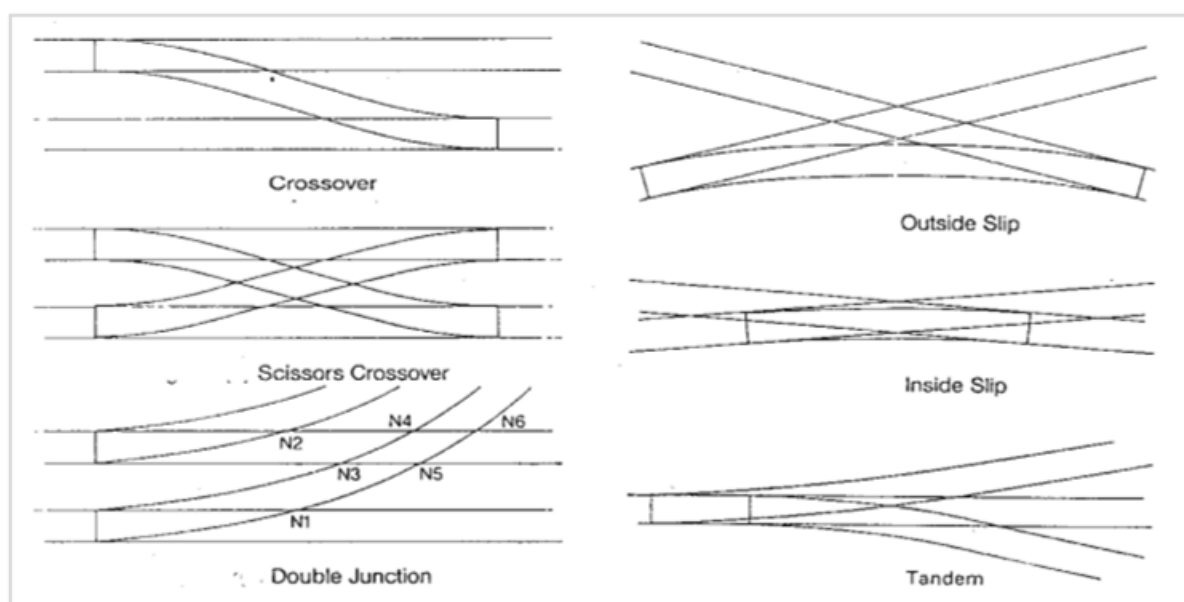 Crossover
Scissors Crossover
N4
N6
N2
N3
N5
N1
Double Junction
Outside Slip
Inside Slip
Tandem